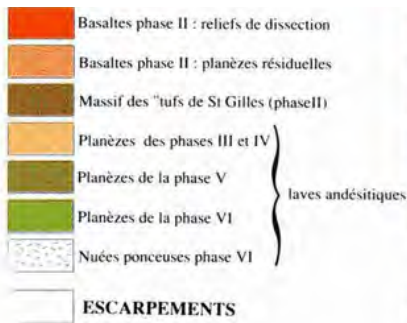 Basaltes phase II : reliefs de dissection
Basaltes phase II : planèzes résiduelles
Massif des "tufs de St Gilles (phaseII)
Planèzes des phases III et IV
Planèzes de la phase V
laves andésitiques
Planèzes de la phase VI
Nuées ponceuses phase VI
ESCARPEMENTS